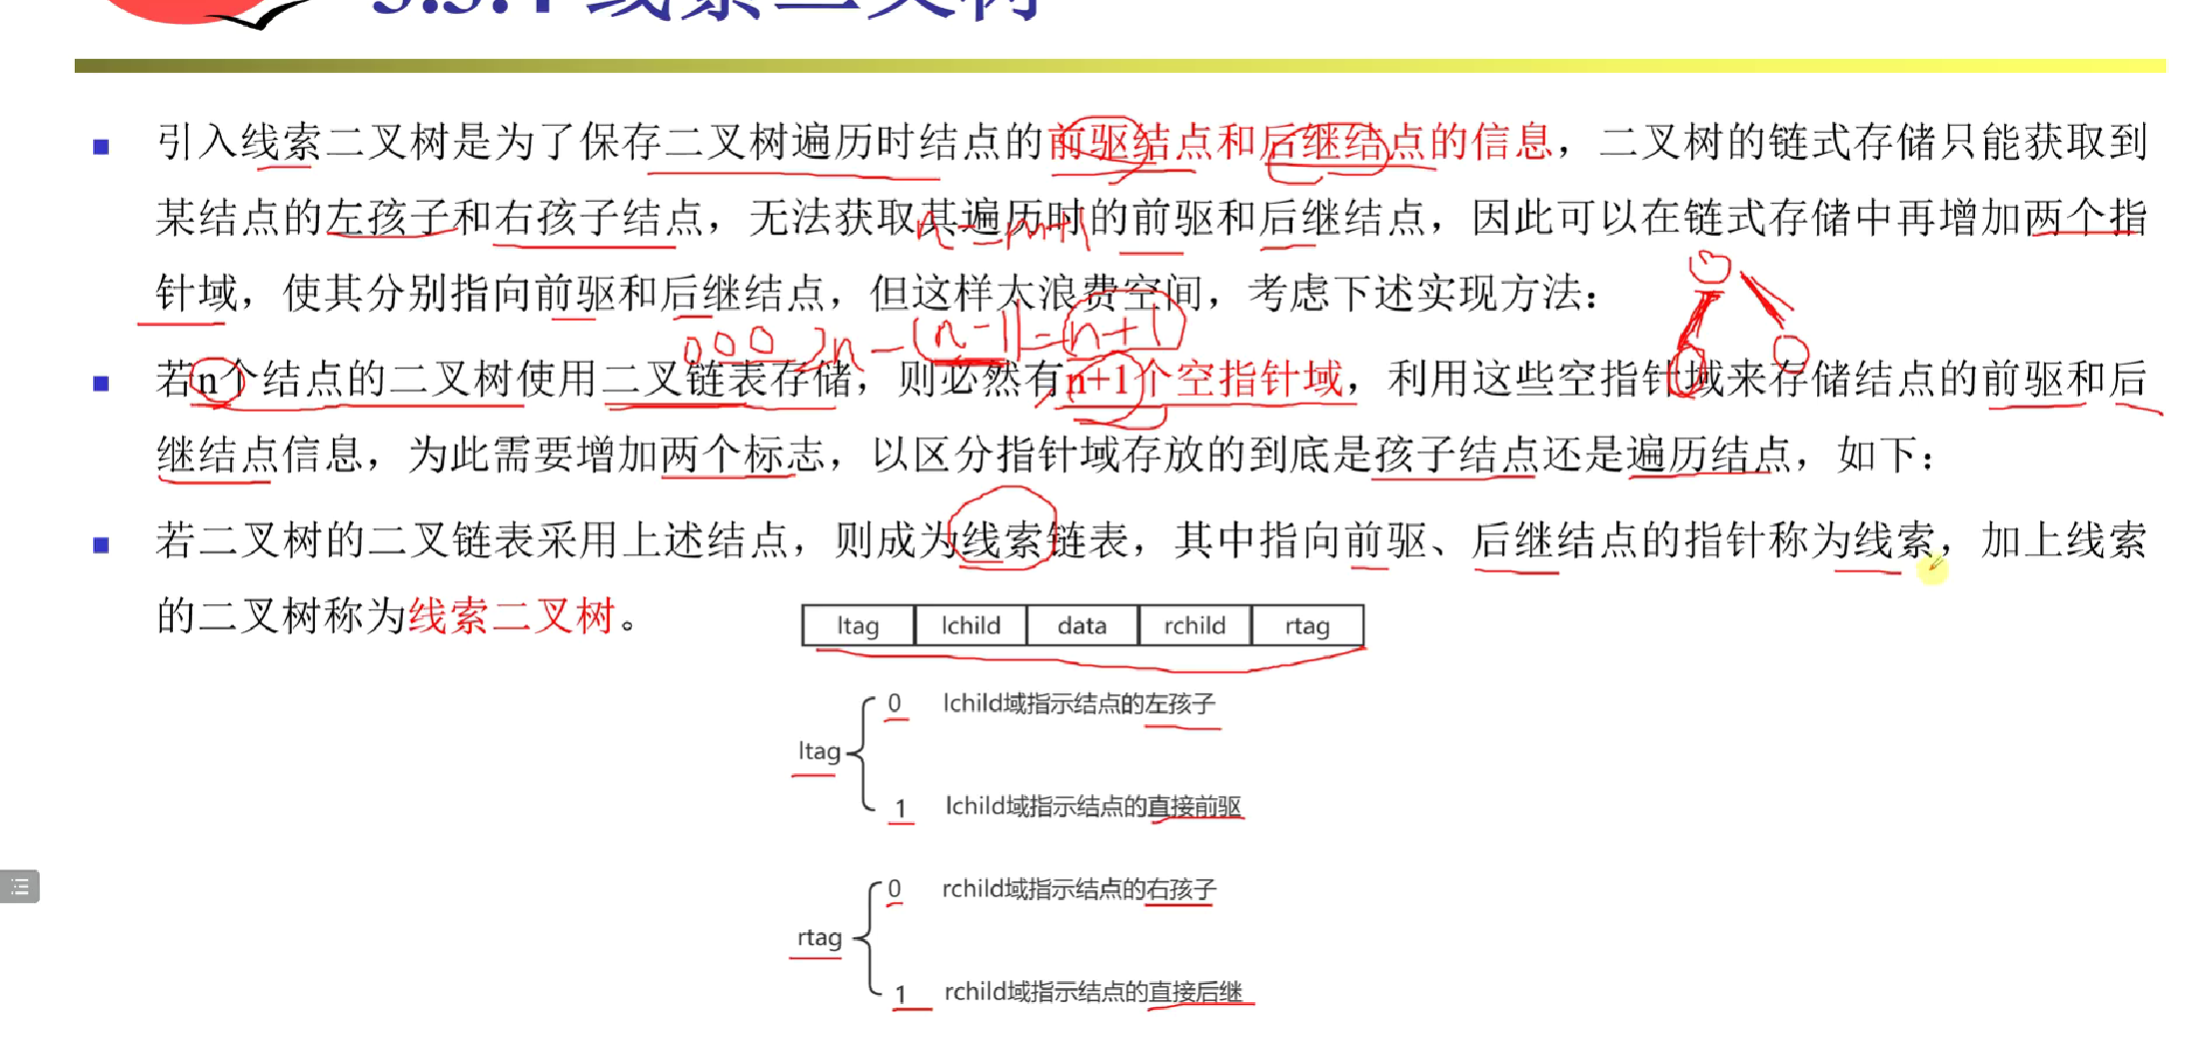 线索二叉树
引入线索二叉树是为了保存二叉树遍历时结点的前驱结点和后继结点的信息，二叉树的链式存储只能获取到
某结点的左孩子和右孩子结点，无法获取其遍历时的前驱和后继结点，因此可以在链式存储中再增加两个指
n=m+1
针域，使其分别指向前驱和后继结点，但这样太浪费空间，考虑下述实现方法：
2n-(n-1)=n+1
若n个结点的二叉树使用二叉链表存储，则必然有n+1个空指针域，利用这些空指针域来存储结点的前驱和后
继结点信息，为此需要增加两个标志，以区分指针域存放的到底是孩子结点还是遍历结点，如下：
若二叉树的二叉链表采用上述结点，则成为线索链表，其中指向前驱、后继结点的指针称为线索，加上线索
的二叉树称为线索二叉树。
ltag lchild data rchild rtag
0 lchild域指示结点的左孩子
ltag
1 lchild域指示结点的直接前驱
0 rchild域指示结点的右孩子
rtag
1 rchild域指示结点的直接后继